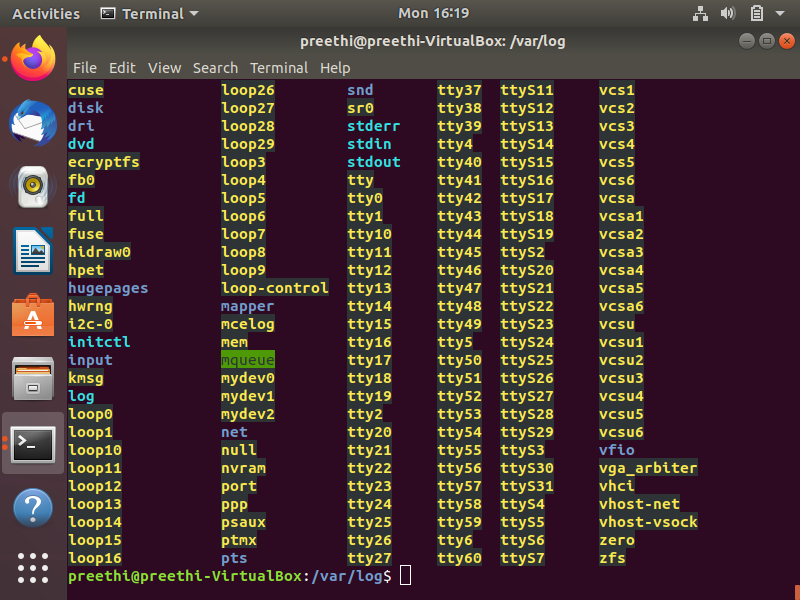 Activities Terminal Mon 16:19
preethi@preethi-VirtualBox: /var/log
File Edit View Search Terminal Help
cuse loop26 snd tty37 ttyS11 vcs1
disk loop27 sr0 tty38 ttyS12 vcs2
dri loop28 stderr tty39 ttyS13 vcs3
dvd loop29 stdin tty4 ttyS14 vcs4
ecryptfs loop3 stdout tty40 ttyS15 vcs5
fb0 loop4 tty tty41 ttyS16 vcs6
fd loop5 tty0 tty42 ttyS17 vcsa
full loop6 tty1 tty43 ttyS18 vcsa1
fuse loop7 tty10 tty44 ttyS19 vcsa2
hidraw0 loop8 tty11 tty45 ttyS2 vcsa3
hpet loop9 tty12 tty46 ttyS20 vcsa4
hugepages loop-control tty13 tty47 ttyS21 vcsa5
hwrng mapper tty14 tty48 ttyS22 vcsa6
i2c-0 mcelog tty15 tty49 ttyS23 vcsu
initctl mem tty16 tty5 ttyS24 vcsu1
input mqueue tty17 tty50 ttyS25 vcsu2
kmsg mydev0 tty18 tty51 ttyS26 vcsu3
log mydev1 tty19 tty52 ttyS27 vcsu4
loop0 mydev2 tty2 tty53 ttyS28 vcsu5
loop1 net tty20 tty54 ttyS29 vcsu6
loop10 null tty21 tty55 ttyS3 vfio
loop11 nvram tty22 tty56 ttyS30 vga_arbiter
loop12 port tty23 tty57 ttyS31 vhci
loop13 ppp tty24 tty58 ttyS4 vhost-net
loop14 psaux tty25 tty59 ttyS5 vhost-vsock
loop15 ptmx tty26 tty6 ttyS6 zero
loop16 pts tty27 tty60 ttyS7 zfs
preethi@preethi-VirtualBox:/var/log$